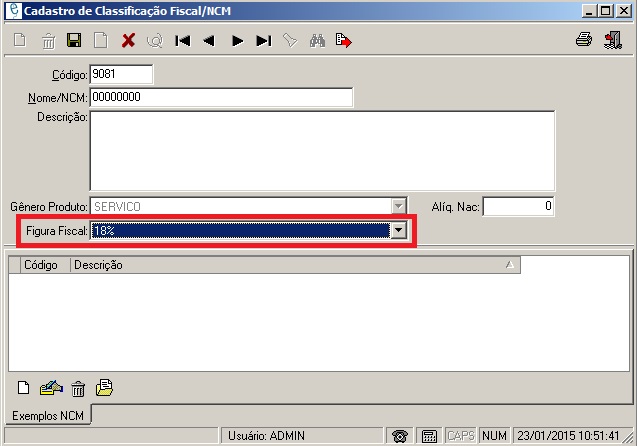 Cadastro de Classificação Fiscal/NCM
Código: 9081
Nome/NCM: 00000000
Descrição:
Gênero Produto: SERVICO Alíq. Nac: 0
Figura Fiscal: 18%
Código Descrição
Exemplos NCM
Usuário: ADMIN CAPS NUM 23/01/2015 10:51:41